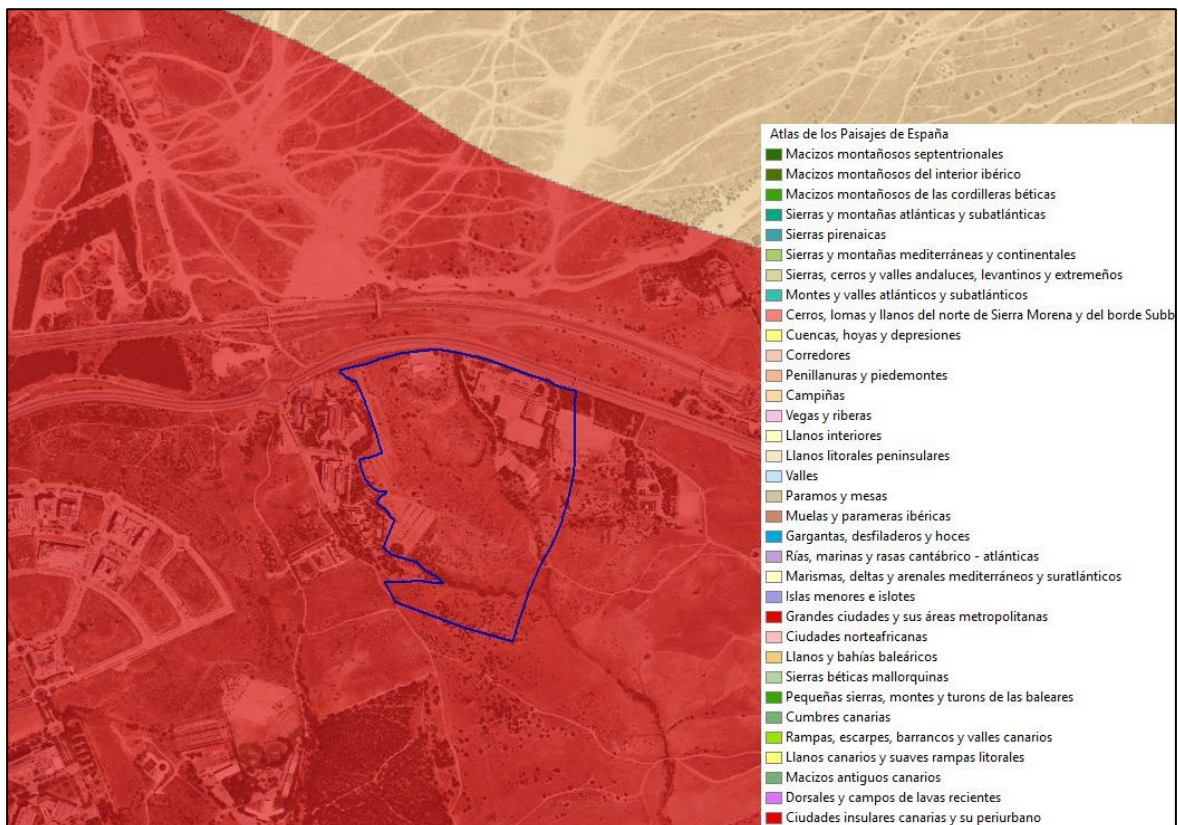 Atlas de los Paisajes de España
Macizos montañosos septentrionales
Macizos montañosos del interior ibérico
Macizos montañosos de las cordilleras béticas
Sierras y montañas atlánticas y subatlánticas
Sierras pirenaicas
Sierras y montañas mediterráneas y continentales
Sierras, cerros y valles andaluces, levantinos y extremeños
Montes y valles atlánticos y subatlánticos
Cerros, lomas y llanos del norte de Sierra Morena y del borde Subb
Cuencas, hoyas y depresiones
Corredores
Penillanuras y piedemontes
Campiñas
Vegas y riberas
Llanos interiores
Llanos litorales peninsulares
Valles
Paramos y mesas
Muelas y parameras ibéricas
Gargantas, desfiladeros y hoces
Rías, marinas y rasas cantábrico - atlánticas
Marismas, deltas y arenales mediterráneos y suratlánticos
Islas menores e islotes
Grandes ciudades y sus áreas metropolitanas
Ciudades norteafricanas
Llanos y bahías baleáricos
Sierras béticas mallorquinas
Pequeñas sierras, montes y turons de las baleares
Cumbres canarias
Rampas, escarpes, barrancos y valles canarios
Llanos canarios y suaves rampas litorales
Macizos antiguos canarios
Dorsales y campos de lavas recientes
Ciudades insulares canarias y su periurbano